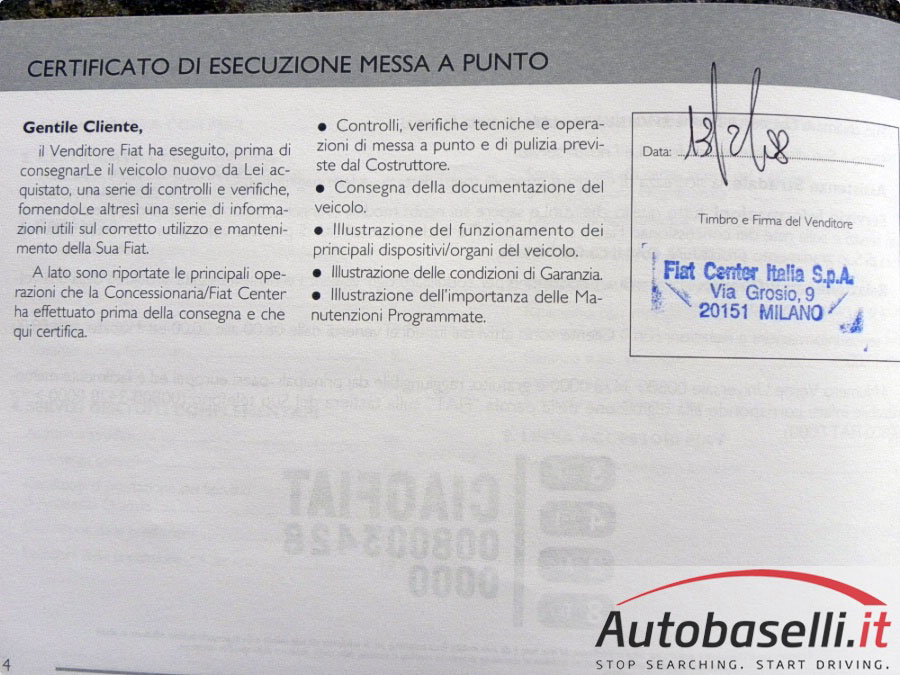 CERTIFICATO DI ESECUZIONE MESSA A PUNTO
Gentile Cliente,
il Venditore Fiat ha eseguito, prima di
consegnarLe il veicolo nuovo da Lei ac-
quistato, una serie di controlli e verifiche,
fornendoLe altresì una serie di informa-
zioni utili sul corretto utilizzo e manteni-
mento della Sua Fiat.
A lato sono riportate le principali ope-
razioni che la Concessionaria/Fiat Center
ha effettuato prima della consegna e che
qui certifica.
● Controlli, verifiche tecniche e opera-
zioni di messa a punto e di pulizia previ-
ste dal Costruttore.
● Consegna della documentazione del
veicolo.
● Illustrazione del funzionamento dei
principali dispositivi/organi del veicolo.
● Illustrazione delle condizioni di Garanzia.
● Illustrazione dell'importanza delle Ma-
nutenzioni Programmate.
Data: 13/2/08
Timbro e Firma del Venditore
Fiat Center Italia S.p.A.
Via Grosio, 9
20151 MILANO
CIAOFIAT
008003428
0000
4
Autobaselli.it
STOP SEARCHING. START DRIVING.